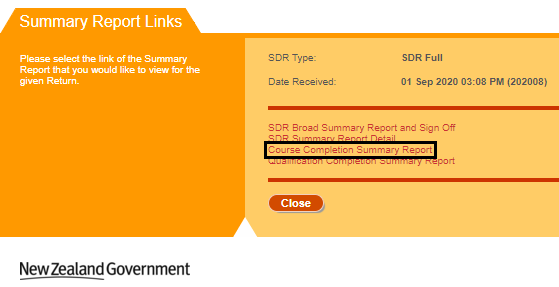 Summary Report Links
Please select the link of the Summary
Report that you would like to view for the
given Return.
SDR Type: SDR Full
Date Received: 01 Sep 2020 03:08 PM (202008)
SDR Broad Summary Report and Sign Off
SDR Summary Report Detail
Course Completion Summary Report
Qualification Completion Summary Report
Close
New Zealand Government